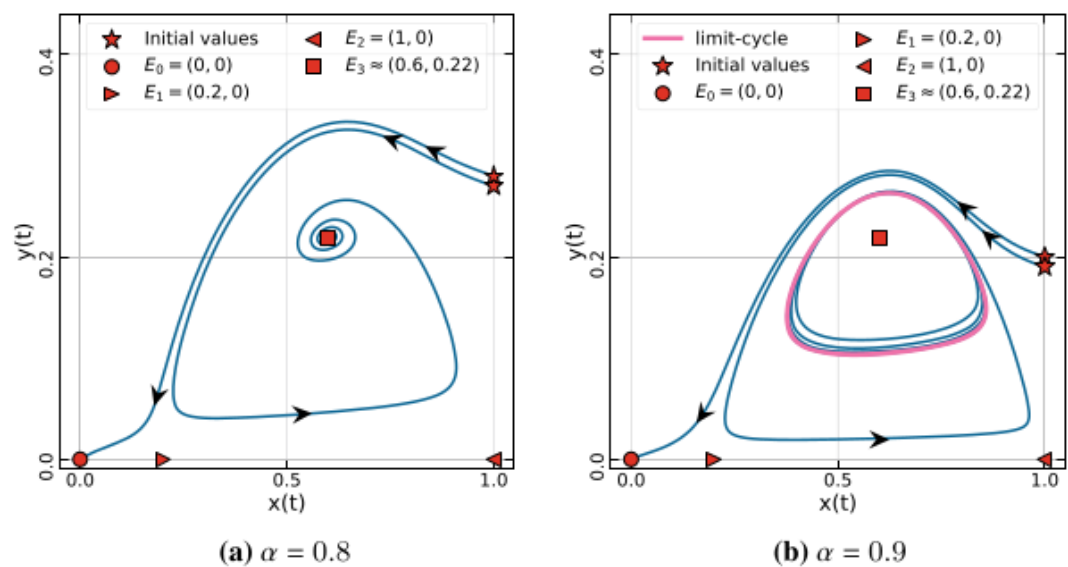 Initial values
E₀ = (0, 0)
E₁ = (0.2, 0)
E₂ = (1, 0)
E₃ ≈ (0.6, 0.22)
y(t)
0.4
0.2
0.0
0.0 0.5 1.0
x(t)
(a) α = 0.8
limit-cycle
Initial values
E₀ = (0, 0)
E₁ = (0.2, 0)
E₂ = (1, 0)
E₃ ≈ (0.6, 0.22)
y(t)
0.4
0.2
0.0
0.0 0.5 1.0
x(t)
(b) α = 0.9